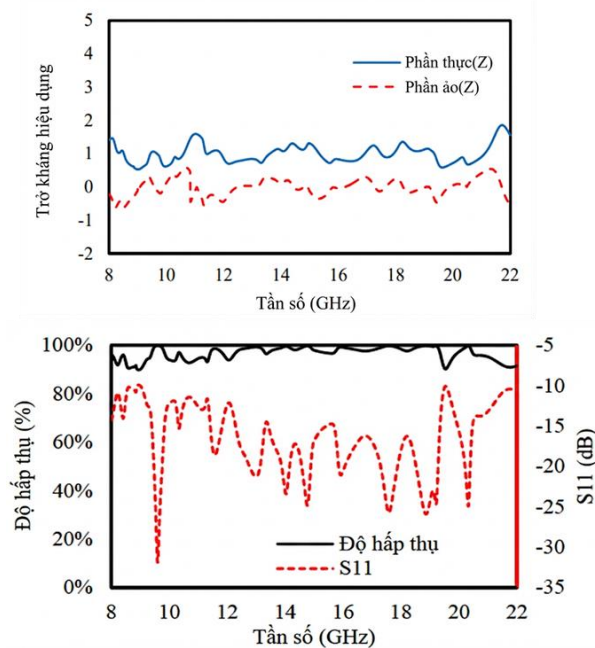 5
4
3
2
1
0
-1
-2
Trở kháng hiệu dụng
Phần thực(Z)
Phần ảo(Z)
8 10 12 14 16 18 20 22
Tần số (GHz)
100%
80%
60%
40%
20%
0%
Độ hấp thụ (%)
-5
-10
-15
-20
-25
-30
-35
S11 (dB)
Độ hấp thụ
S11
8 10 12 14 16 18 20 22
Tần số (GHz)